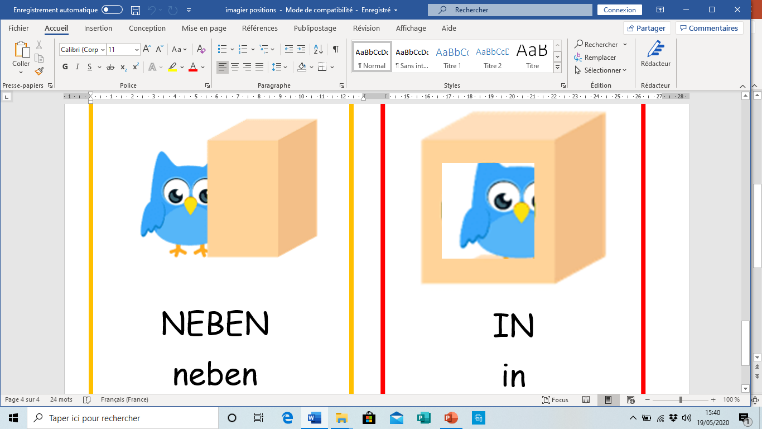 Enregistrement automatique
imagier positions - Mode de compatibilité - Enregistré
Rechercher
Connexion
Fichier Accueil Insertion Conception Mise en page Références Publipostage Révision Affichage Aide
Partager Commentaires
Coller
Calibri (Corp 11
G I S
AaBbCcDc AaBbCcDc AaBbCc AaBbCcD AaB
¶ Normal ¶ Sans int... Titre 1 Titre 2 Titre
Rechercher
Remplacer
Sélectionner
Rédacteur
Presse-papiers Police Paragraphe Styles Édition Rédacteur
NEBEN
neben
IN
in
Page 4 sur 4 24 mots Français (France)
Focus
100 %
Taper ici pour rechercher
15:40
19/05/2020